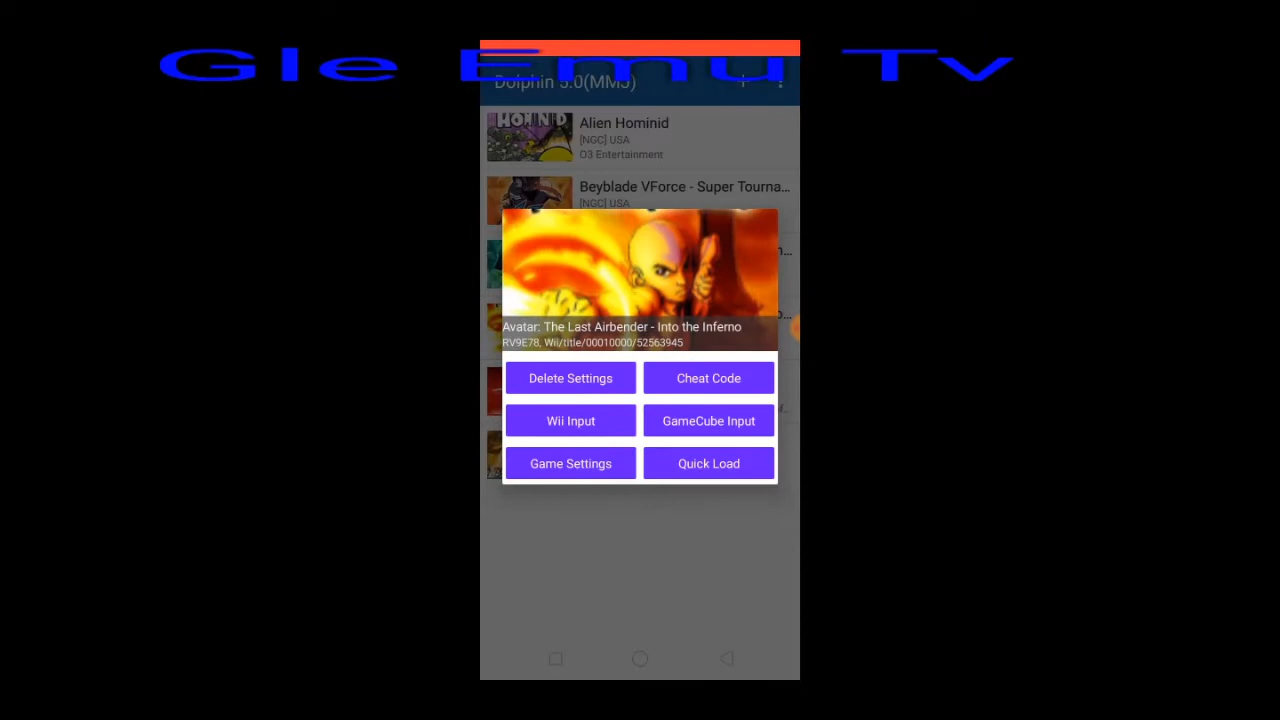 Gle Emu Tv
Dolphin 5.0(MMJ)
HOMINID
Alien Hominid
[NGC] USA
O3 Entertainment
Beyblade VForce - Super Tourna...
[NGC] USA
Avatar: The Last Airbender - Into the Inferno
RV9E78, Wii/title/00010000/52563945
Delete Settings
Cheat Code
Wii Input
GameCube Input
Game Settings
Quick Load